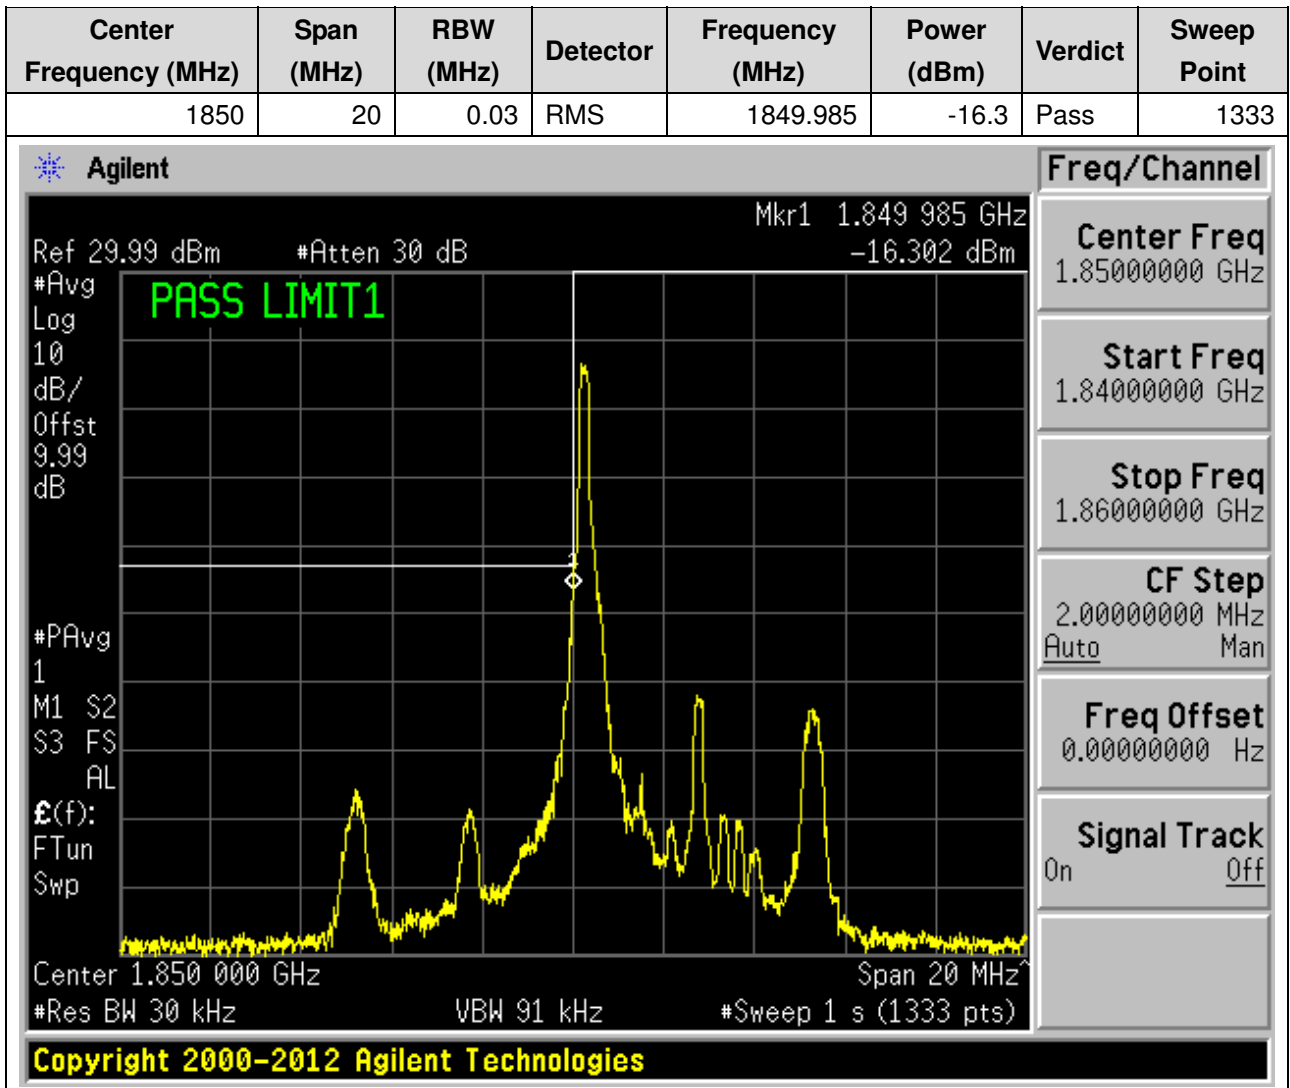 Center Frequency (MHz) Span (MHz) RBW (MHz) Detector Frequency (MHz) Power (dBm) Verdict Sweep Point
1850 20 0.03 RMS 1849.985 -16.3 Pass 1333
Agilent
Freq/Channel
Mkr1 1.849 985 GHz
Ref 29.99 dBm #Atten 30 dB -16.302 dBm
#Avg
Log
10
dB/
Offst
9.99
dB
PASS LIMIT1
1
#PAvg
1
M1 S2
S3 FS
AL
£(f):
FTun
Swp
Center 1.850 000 GHz Span 20 MHz^
#Res BW 30 kHz VBW 91 kHz #Sweep 1 s (1333 pts)
Center Freq
1.85000000 GHz
Start Freq
1.84000000 GHz
Stop Freq
1.86000000 GHz
CF Step
2.00000000 MHz
Auto Man
Freq Offset
0.00000000 Hz
Signal Track
On Off
Copyright 2000-2012 Agilent Technologies